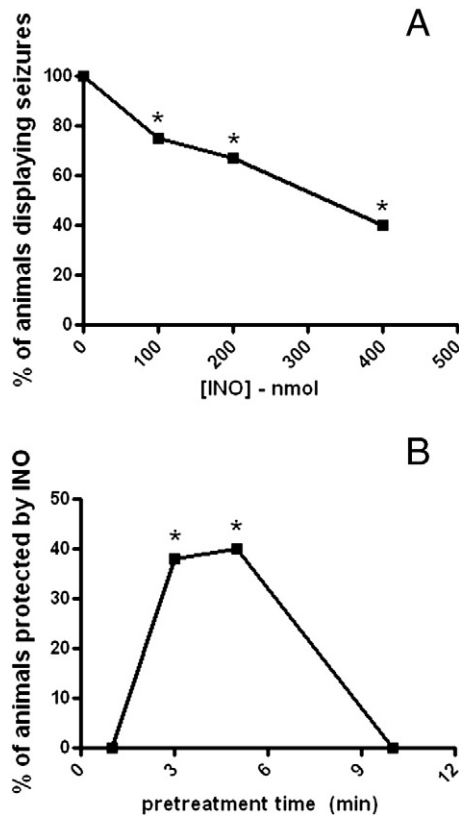 A
% of animals displaying seizures
100
80
60
40
20
0
* * *
0 100 200 300 400 500
[INO] - nmol
B
% of animals protected by INO
50
40
30
20
10
0
* *
0 3 6 9 12
pretreatment time (min)